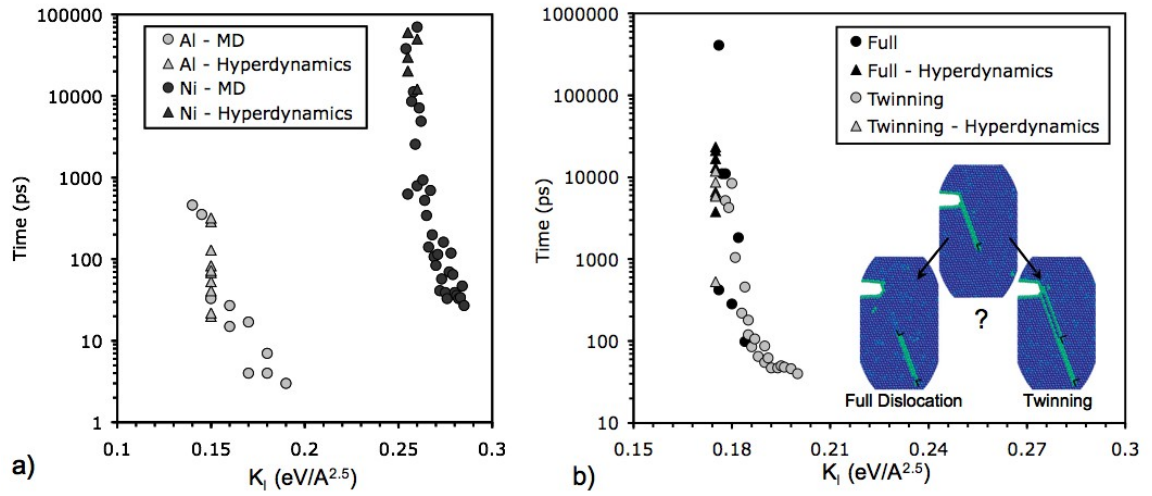 100000
10000
1000
100
10
1
Time (ps)
Al - MD
Al - Hyperdynamics
Ni - MD
Ni - Hyperdynamics
0.1
0.15
0.2
0.25
0.3
K_I (eV/A^2.5)
a)
1000000
100000
10000
1000
100
10
Time (ps)
Full
Full - Hyperdynamics
Twinning
Twinning - Hyperdynamics
?
Full Dislocation
Twinning
0.15
0.18
0.21
0.24
0.27
0.3
K_I (eV/A^2.5)
b)